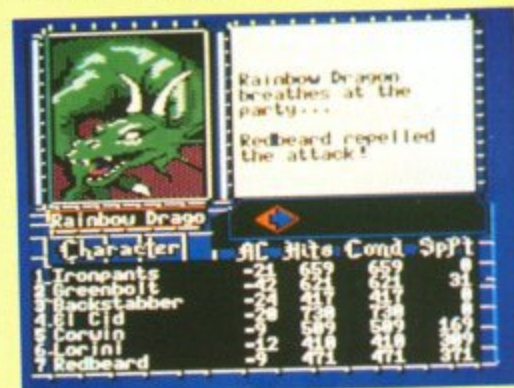 Rainbow Dragon
breathes at the
party...
Redbeard repelled
the attack!
Rainbow Drago
Character AC Hits Cond SpPt
1 Ironpants -21 659 659 0
2 Greenbolt -42 621 621 31
3 Backstabber -24 417 417 0
4 El Cid -20 730 730 0
5 Corwin -9 509 509 169
6 Lorini -12 410 410 309
7 Redbeard -9 471 471 371